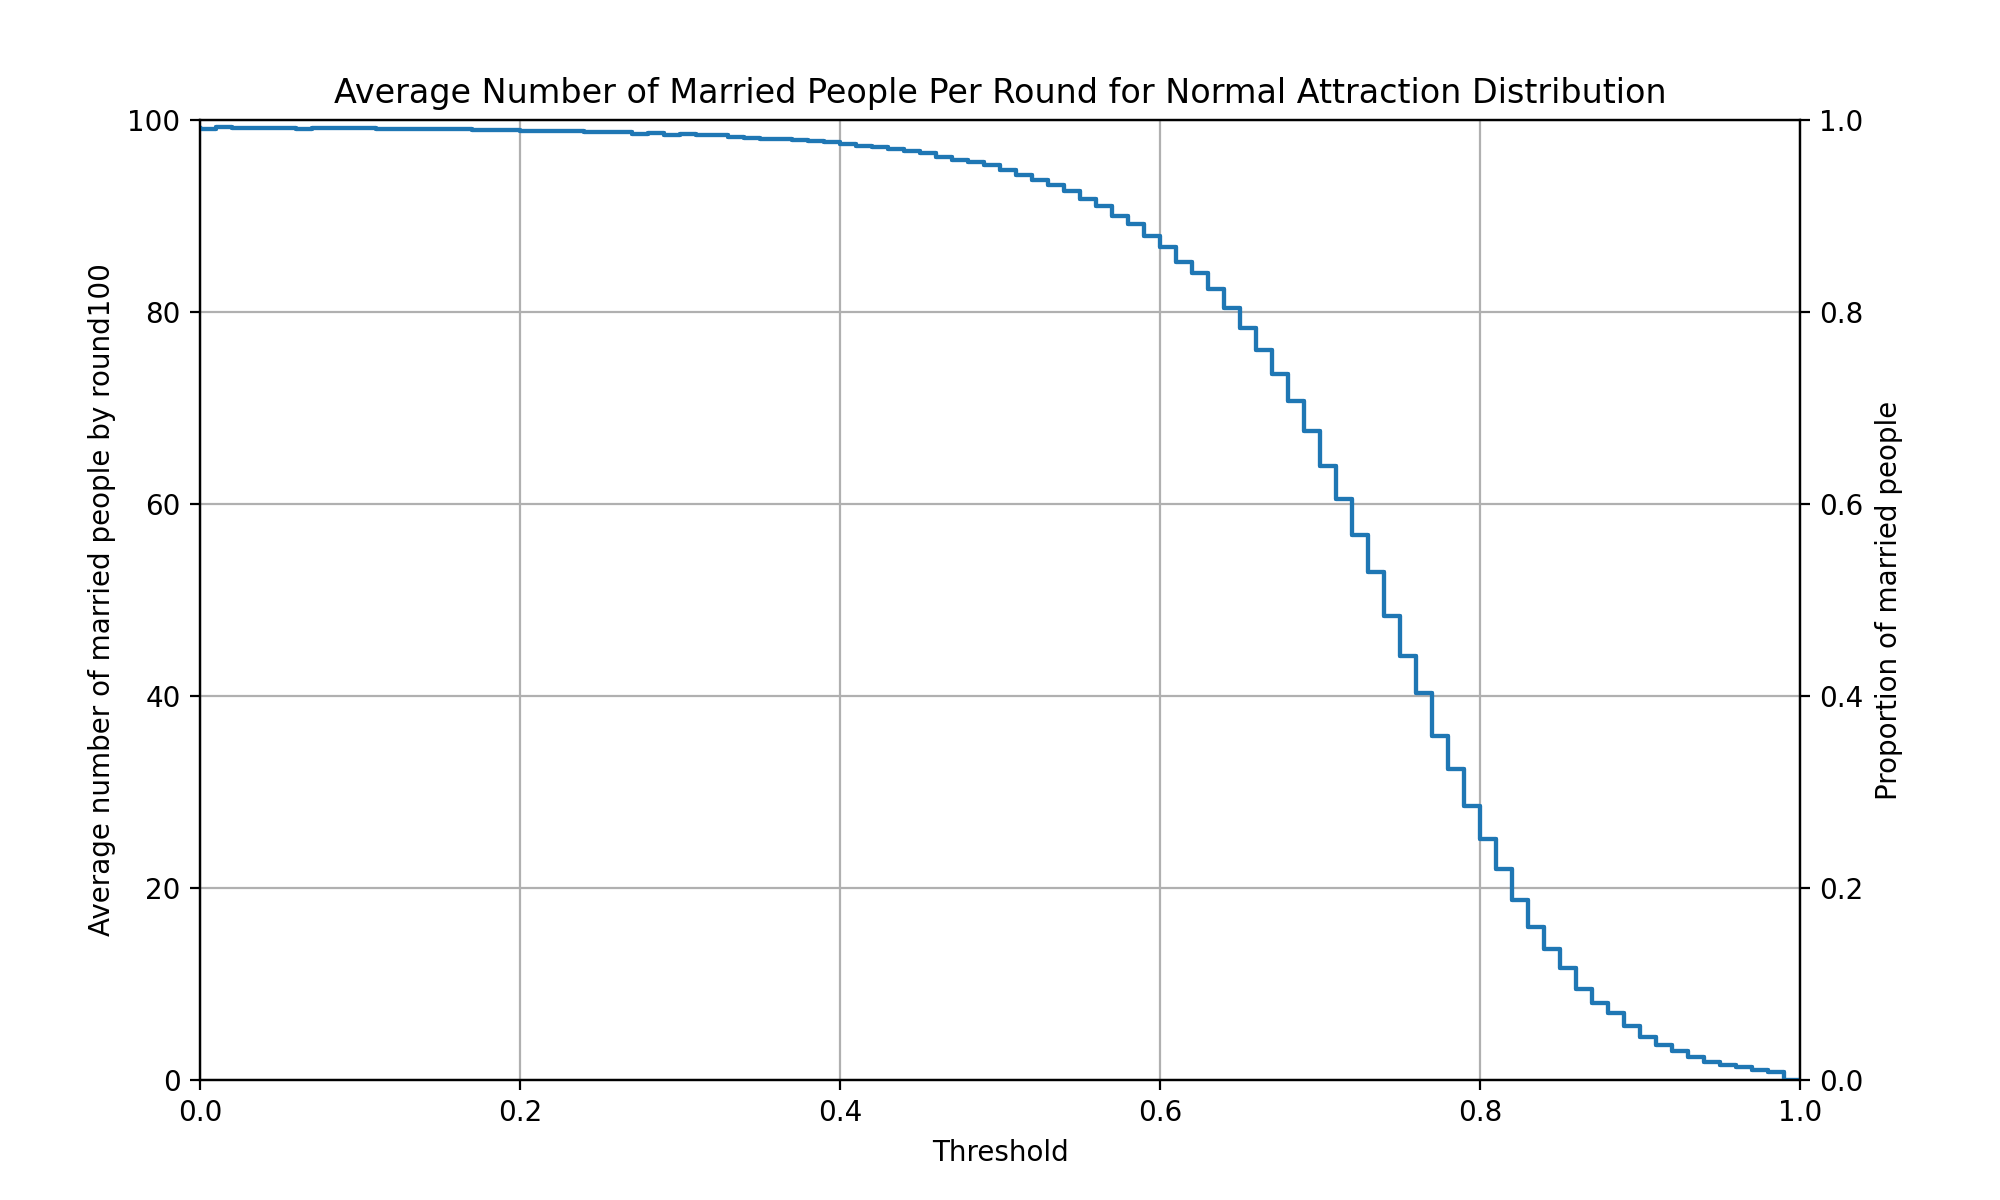 Average Number of Married People Per Round for Normal Attraction Distribution
Average number of married people by round100
100
80
60
40
20
0
1.0
0.8
0.6
0.4
0.2
0.0
Proportion of married people
0.0 0.2 0.4 0.6 0.8 1.0
Threshold